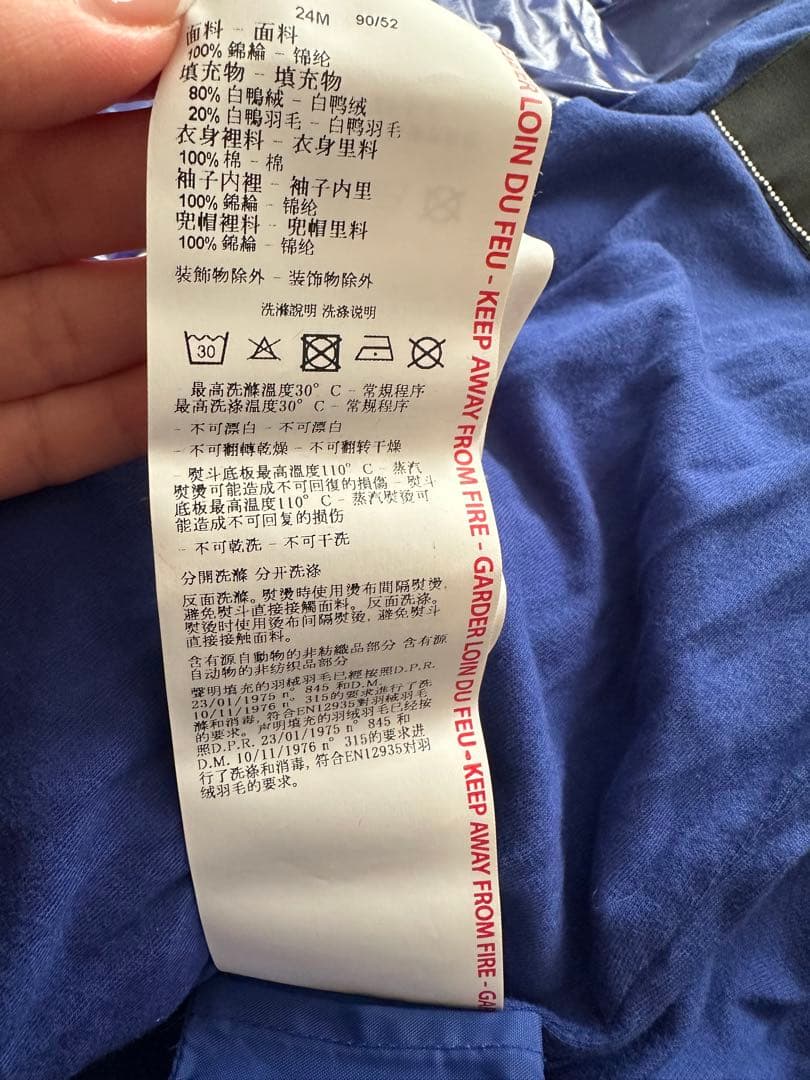 24M 90/52
面料 - 面料
100% 錦綸 - 锦纶
填充物 - 填充物
80% 白鴨絨 - 白鸭绒
20% 白鴨羽毛 - 白鸭羽毛
衣身裡料 - 衣身里料
100% 棉 - 棉
袖子内裡 - 袖子内里
100% 錦綸 - 锦纶
兜帽裡料 - 兜帽里料
100% 錦綸 - 锦纶
装飾物除外 - 装饰物除外
洗滌說明 洗涤说明
30
- 最高洗滌溫度30° C - 常規程序
最高洗涤温度30° C - 常规程序
- 不可漂白 - 不可漂白
- 不可翻轉乾燥 - 不可翻转干燥
- 熨斗底板最高溫度110° C - 蒸汽
熨燙可能造成不可回復的損傷 - 熨斗
底板最高温度110° C - 蒸汽熨烫可
能造成不可回复的损伤
- 不可乾洗 - 不可干洗
分開洗滌 分开洗涤
反面洗滌。熨燙時使用燙布間隔熨燙,
避免熨斗直接接觸面料。反面洗涤。
熨烫时使用烫布间隔熨烫,避免熨斗
直接接触面料。
含有源自動物的非紡織品部分 含有源
自动物的非纺织品部分
聲明填充的羽絨羽毛已經按照D.P.R.
23/01/1975 n° 845 和D.M.
10/11/1976 n° 315的要求進行了洗
滌和消毒, 符合EN12935對羽絨羽毛
的要求。声明填充的羽绒羽毛已经按
照D.P.R. 23/01/1975 n° 845 和
D.M. 10/11/1976 n° 315的要求进
行了洗涤和消毒, 符合EN12935对羽
绒羽毛的要求。
LOIN DU FEU - KEEP AWAY FROM FIRE - GARDER LOIN DU FEU - KEEP AWAY FROM FIRE - GA